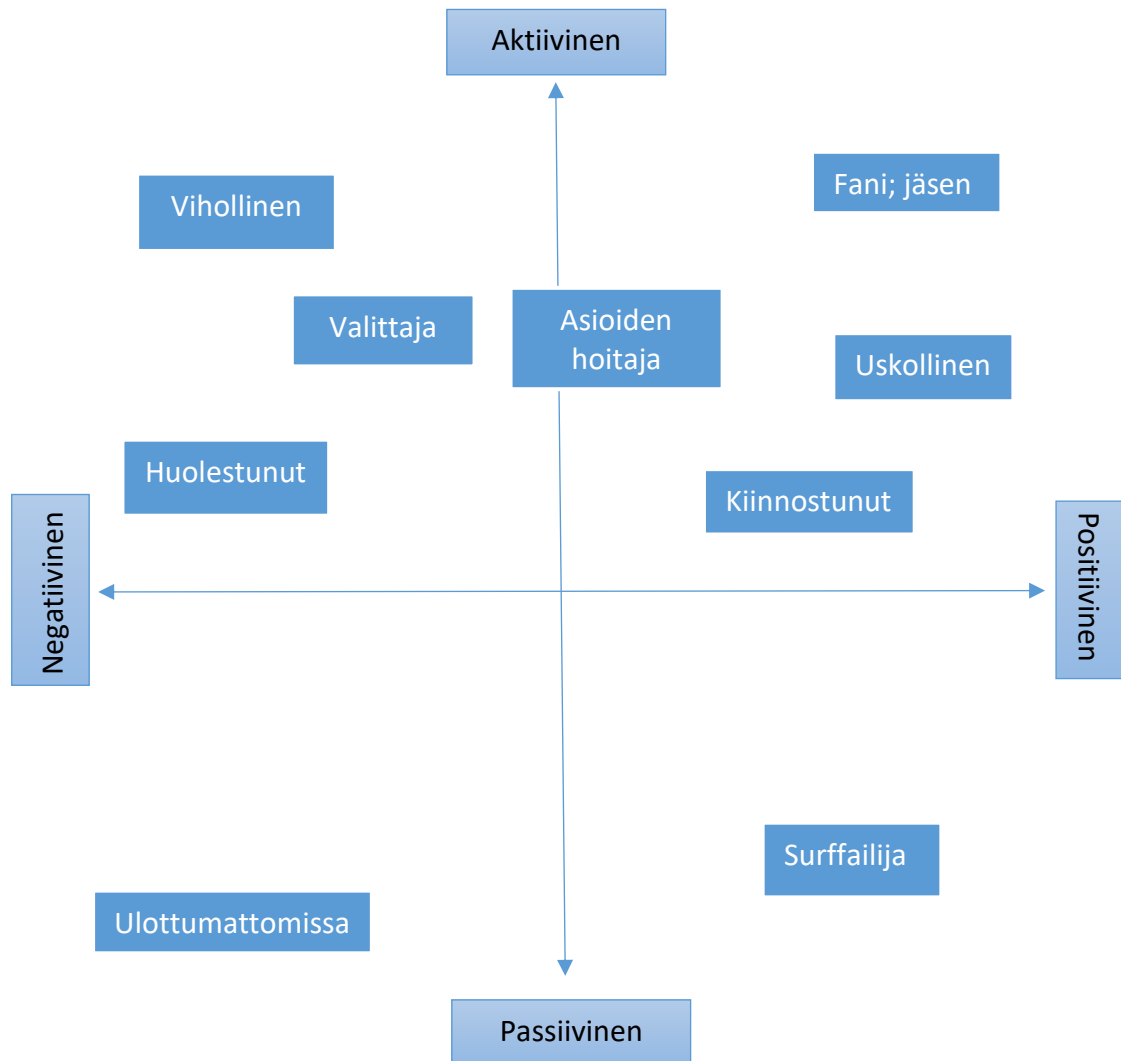 Aktiivinen
Fani; jäsen
Vihollinen
Valittaja
Asioiden
hoitaja
Uskollinen
Huolestunut
Kiinnostunut
Negatiivinen
Positiivinen
Surffailija
Ulottumattomissa
Passiivinen